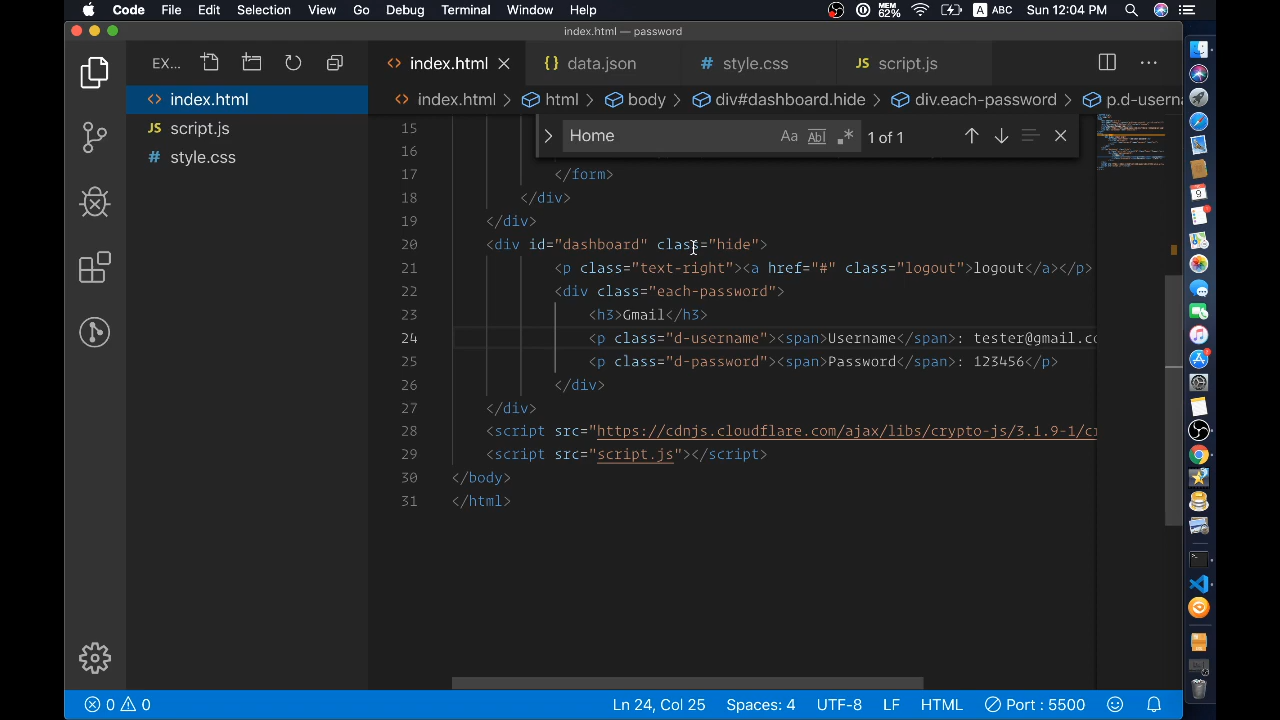 Code File Edit Selection View Go Debug Terminal Window Help MEM 62% A ABC Sun 12:04 PM
index.html — password
EX...
index.html
JS script.js
# style.css
<> index.html
{} data.json
# style.css
JS script.js
<> index.html > html > body > div#dashboard.hide > div.each-password > p.d-userna
Home Aa Abl 1 of 1
15
16
17 </form>
18 </div>
19 </div>
20 <div id="dashboard" class="hide">
21 <p class="text-right"><a href="#" class="logout">logout</a></p>
22 <div class="each-password">
23 <h3>Gmail</h3>
24 <p class="d-username"><span>Username</span>: tester@gmail.co
25 <p class="d-password"><span>Password</span>: 123456</p>
26 </div>
27 </div>
28 <script src="https://cdnjs.cloudflare.com/ajax/libs/crypto-js/3.1.9-1/cr
29 <script src="script.js"></script>
30 </body>
31 </html>
0 0 Ln 24, Col 25 Spaces: 4 UTF-8 LF HTML Port : 5500